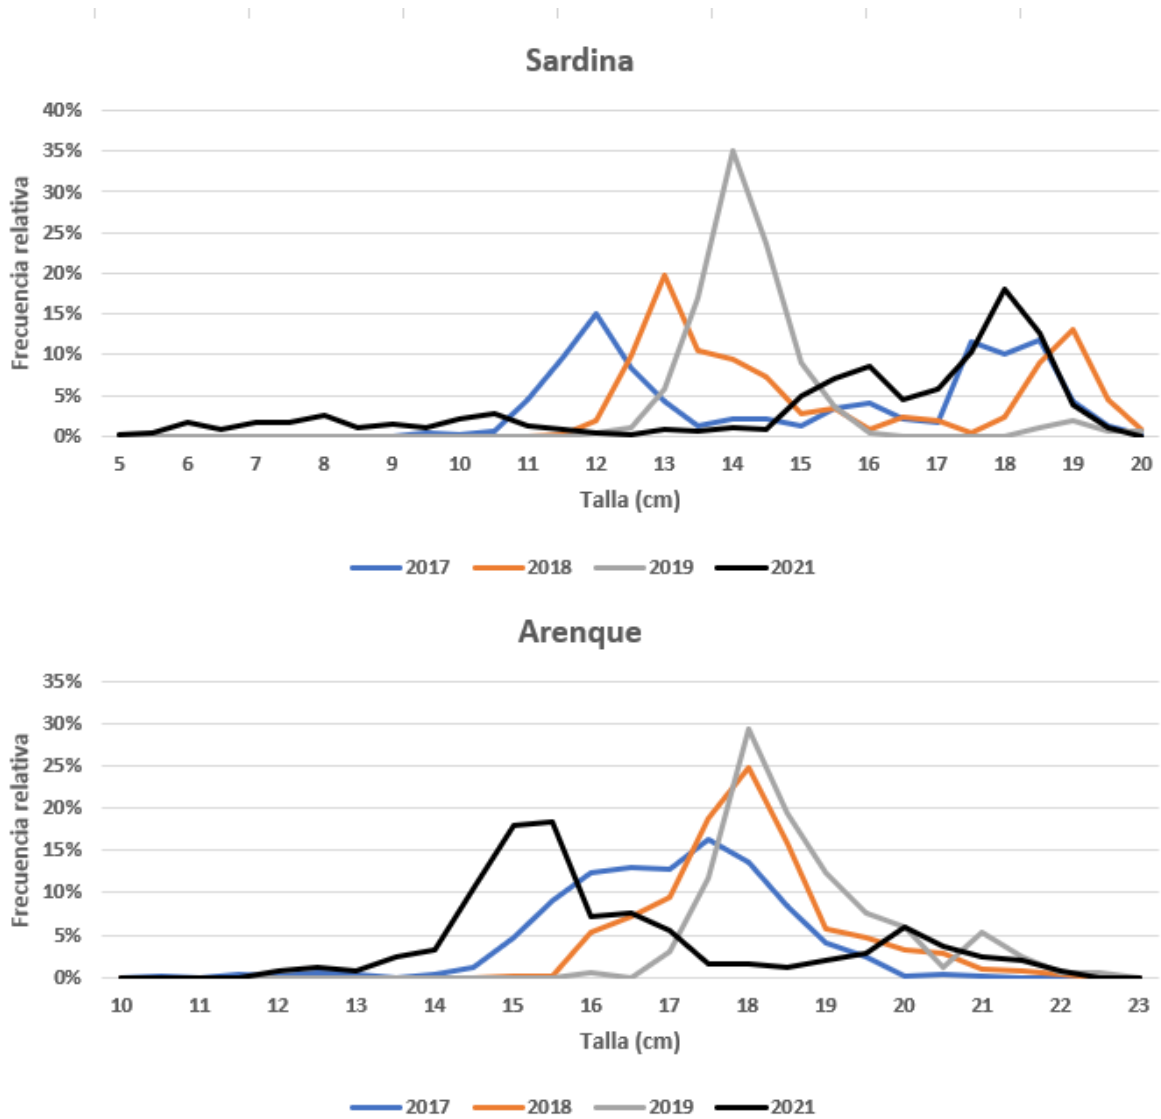 Sardina
40%
35%
30%
25%
20%
15%
10%
5%
0%
Frecuencia relativa
5 6 7 8 9 10 11 12 13 14 15 16 17 18 19 20
Talla (cm)
2017 2018 2019 2021
Arenque
35%
30%
25%
20%
15%
10%
5%
0%
Frecuencia relativa
10 11 12 13 14 15 16 17 18 19 20 21 22 23
Talla (cm)
2017 2018 2019 2021